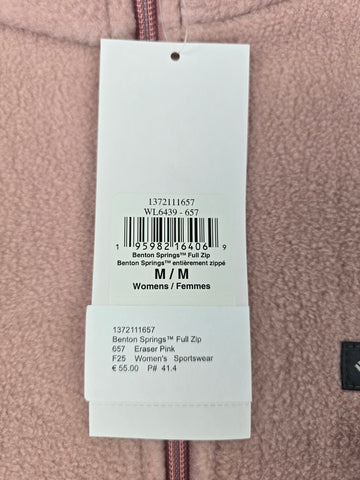 1372111657
WL6439 - 657
1 95982 16406 9
Benton Springs™ Full Zip
Benton Springs™ entièrement zippé
M / M
Womens / Femmes
1372111657
Benton Springs™ Full Zip
657 Eraser Pink
F25 Women's Sportswear
€ 55.00 P# 41.4